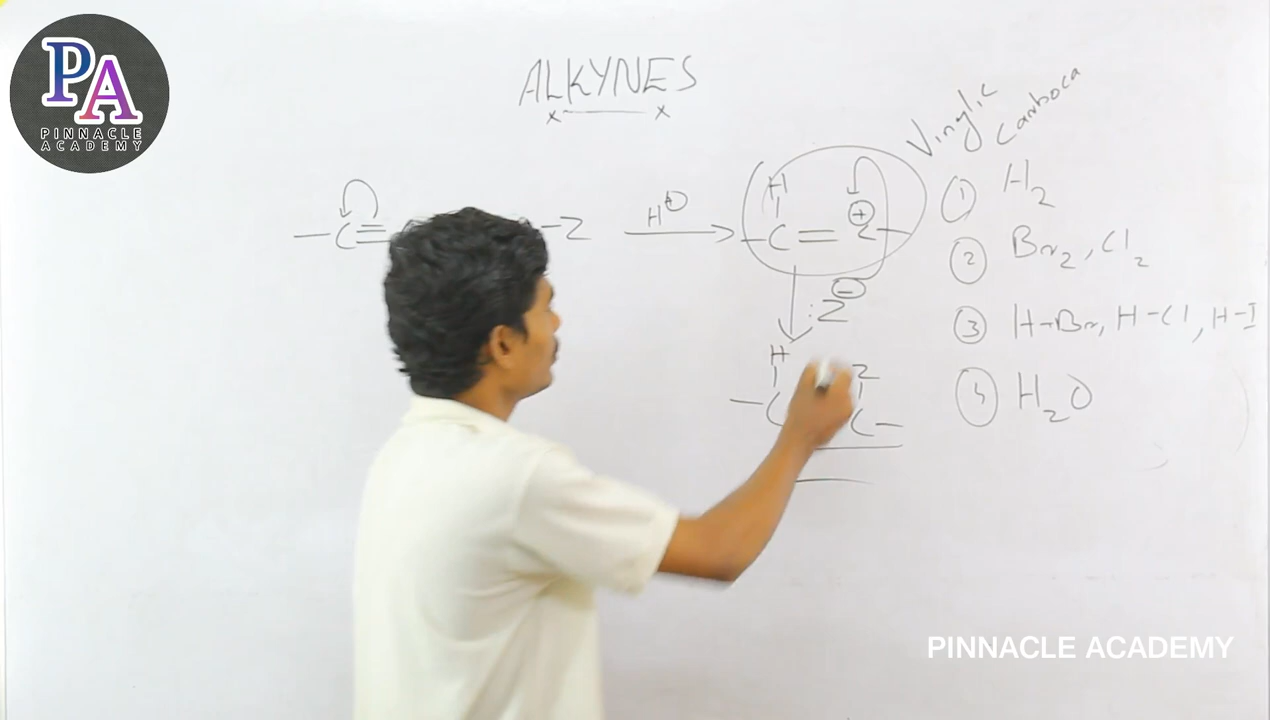 PA
PINNACLE
ACADEMY
ALKYNES
x x
Vinylic
Carboca
–C≡ –Z
H⊕
H
–C=C–
⊕
:Z⊖
H Z
–C C–
① H2
② Br2, Cl2
③ H–Br, H–Cl, H–I
④ H2O
PINNACLE ACADEMY